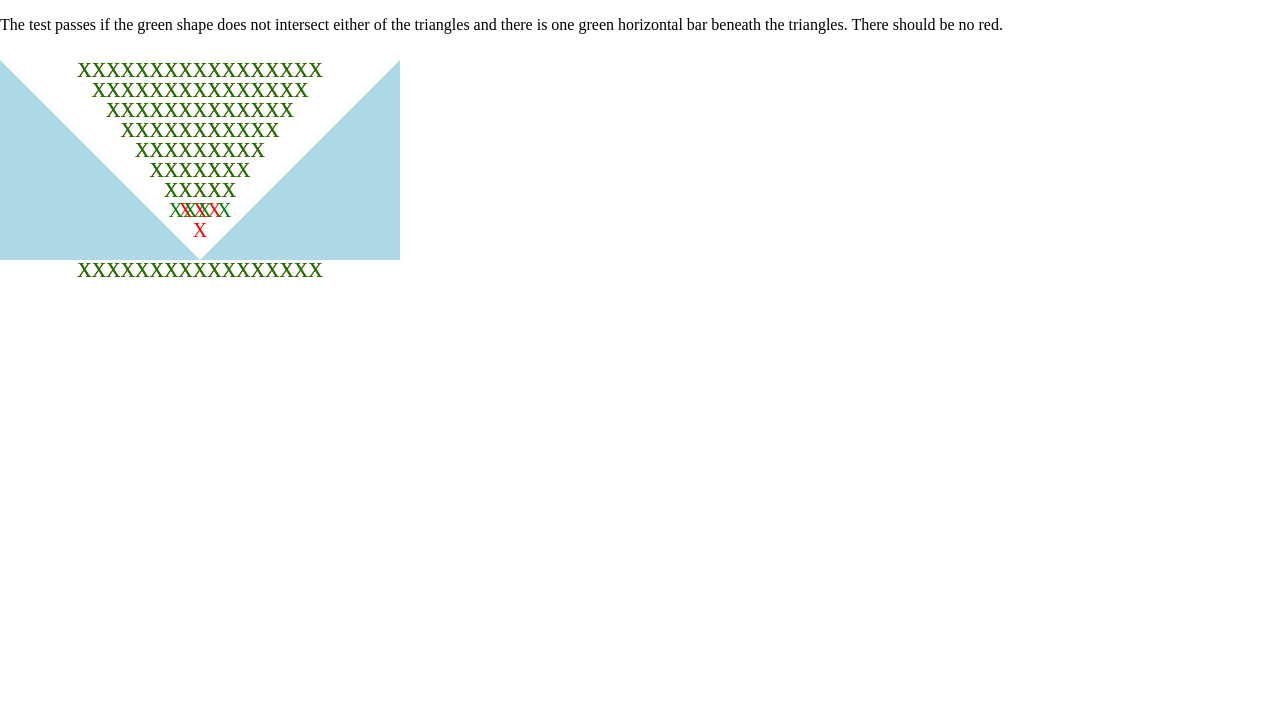 The test passes if the green shape does not intersect either of the triangles and there is one green horizontal bar beneath the triangles. There should be no red.
XXXXXXXXXXXXXXXXX
XXXXXXXXXXXXXXX
XXXXXXXXXXXXX
XXXXXXXXXXX
XXXXXXXXX
XXXXXXX
XXXXX
X
XXXXXXXXXXXXXXXXX